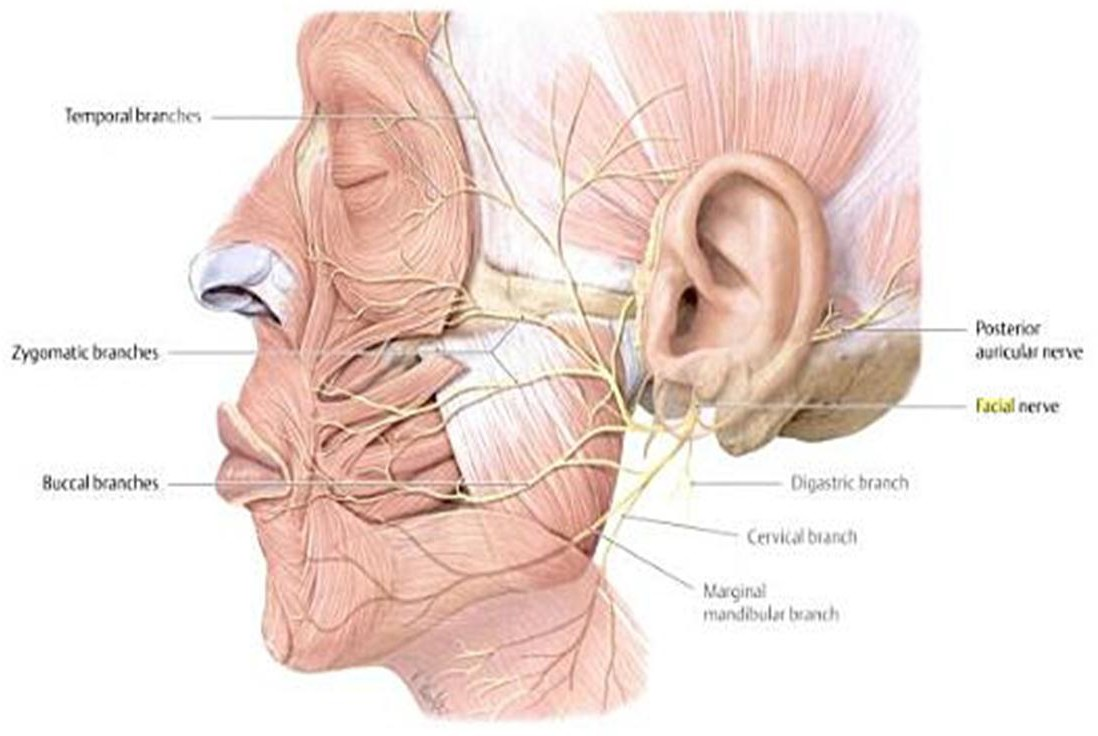 Temporal branches
Zygomatic branches
Buccal branches
Posterior
auricular nerve
Facial nerve
Digastric branch
Cervical branch
Marginal
mandibular branch